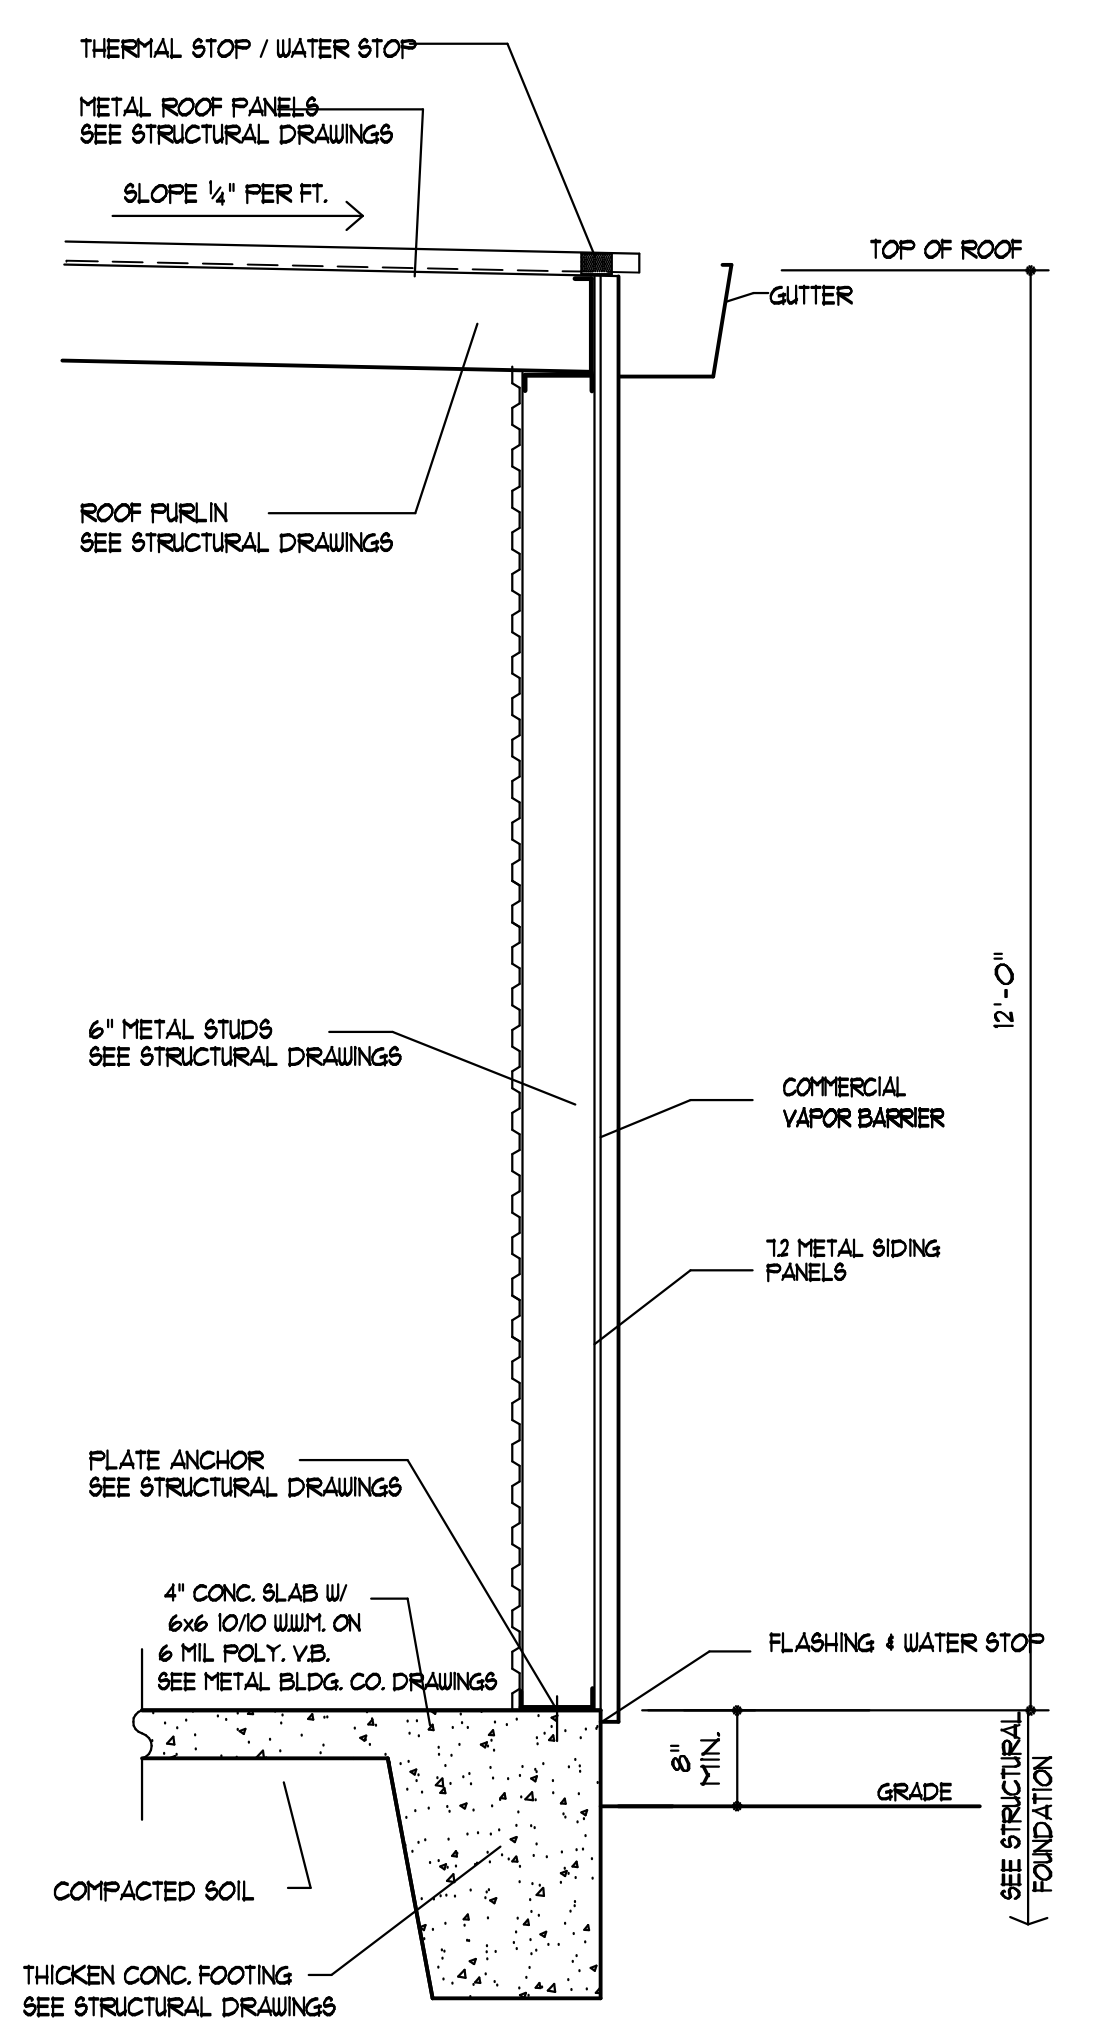 THERMAL STOP / WATER STOP
METAL ROOF PANELS
SEE STRUCTURAL DRAWINGS
SLOPE ¼" PER FT.
TOP OF ROOF
GUTTER
ROOF PURLIN
SEE STRUCTURAL DRAWINGS
12'-0"
6" METAL STUDS
SEE STRUCTURAL DRAWINGS
COMMERCIAL
VAPOR BARRIER
7.2 METAL SIDING
PANELS
PLATE ANCHOR
SEE STRUCTURAL DRAWINGS
4" CONC. SLAB W/
6x6 10/10 W.W.M. ON
6 MIL POLY. V.B.
SEE METAL BLDG. CO. DRAWINGS
FLASHING & WATER STOP
8"
MIN.
GRADE
SEE STRUCTURAL
FOUNDATION
COMPACTED SOIL
THICKEN CONC. FOOTING
SEE STRUCTURAL DRAWINGS